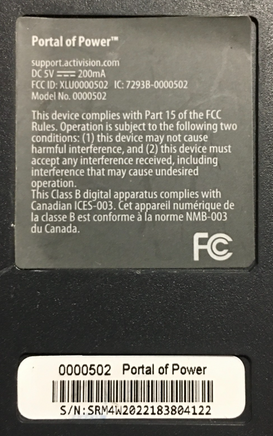 Portal of Power™
support.activision.com
DC 5V ⎓ 200mA
FCC ID: XLU0000502 IC: 7293B-0000502
Model No. 0000502
This device complies with Part 15 of the FCC
Rules. Operation is subject to the following two
conditions: (1) this device may not cause
harmful interference, and (2) this device must
accept any interference received, including
interference that may cause undesired
operation.
This Class B digital apparatus complies with
Canadian ICES-003. Cet appareil numérique de
la classe B est conforme à la norme NMB-003
du Canada.
FC
0000502 Portal of Power
S/N:SRM4W2022183804122